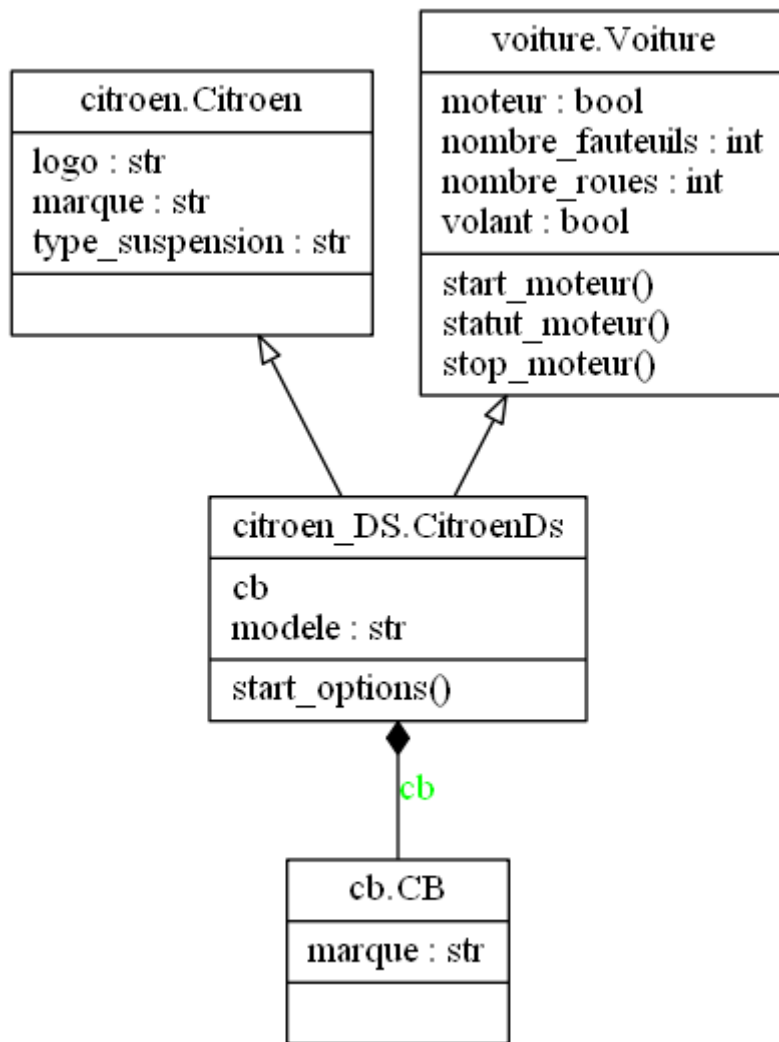 citroen.Citroen
logo : str
marque : str
type_suspension : str
voiture.Voiture
moteur : bool
nombre_fauteuils : int
nombre_roues : int
volant : bool
start_moteur()
statut_moteur()
stop_moteur()
citroen_DS.CitroenDs
cb
modele : str
start_options()
cb
cb.CB
marque : str